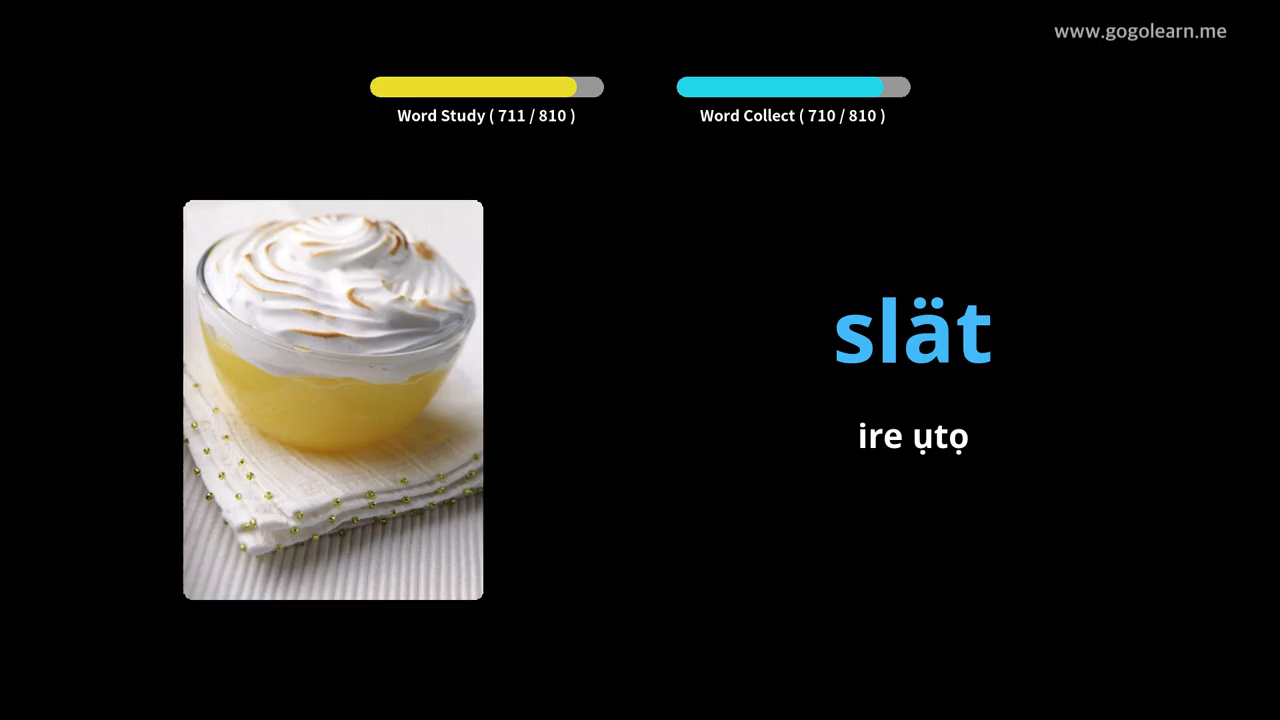 www.gogolearn.me
Word Study ( 711 / 810 )
Word Collect ( 710 / 810 )
slät
ire ụtọ